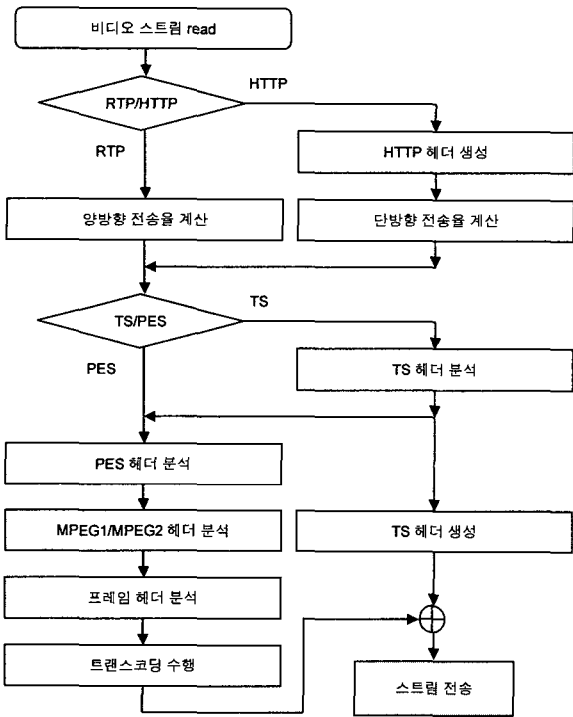 비디오 스트림 read
RTP/HTTP
HTTP
RTP
HTTP 헤더 생성
양방향 전송율 계산
단방향 전송율 계산
TS/PES
TS
PES
TS 헤더 분석
PES 헤더 분석
MPEG1/MPEG2 헤더 분석
TS 헤더 생성
프레임 헤더 분석
트랜스코딩 수행
스트림 전송